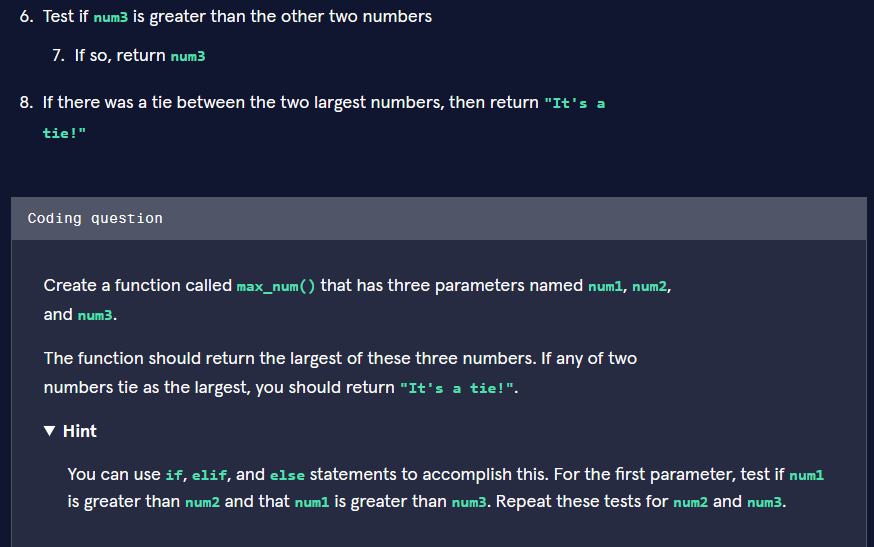 6. Test if num3 is greater than the other two numbers
7. If so, return num3
8. If there was a tie between the two largest numbers, then return "It's a
tie!"
Coding question
Create a function called max_num() that has three parameters named num1, num2,
and num3.
The function should return the largest of these three numbers. If any of two
numbers tie as the largest, you should return "It's a tie!".
▼ Hint
You can use if, elif, and else statements to accomplish this. For the first parameter, test if num1
is greater than num2 and that num1 is greater than num3. Repeat these tests for num2 and num3.